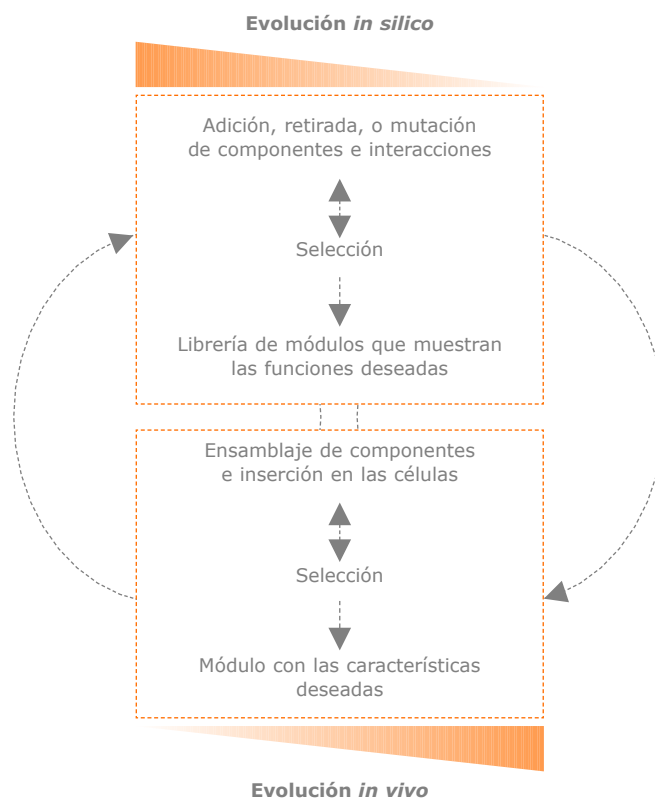 Evolución in silico
Adición, retirada, o mutación
de componentes e interacciones
Selección
Librería de módulos que muestran
las funciones deseadas
Ensamblaje de componentes
e inserción en las células
Selección
Módulo con las características
deseadas
Evolución in vivo